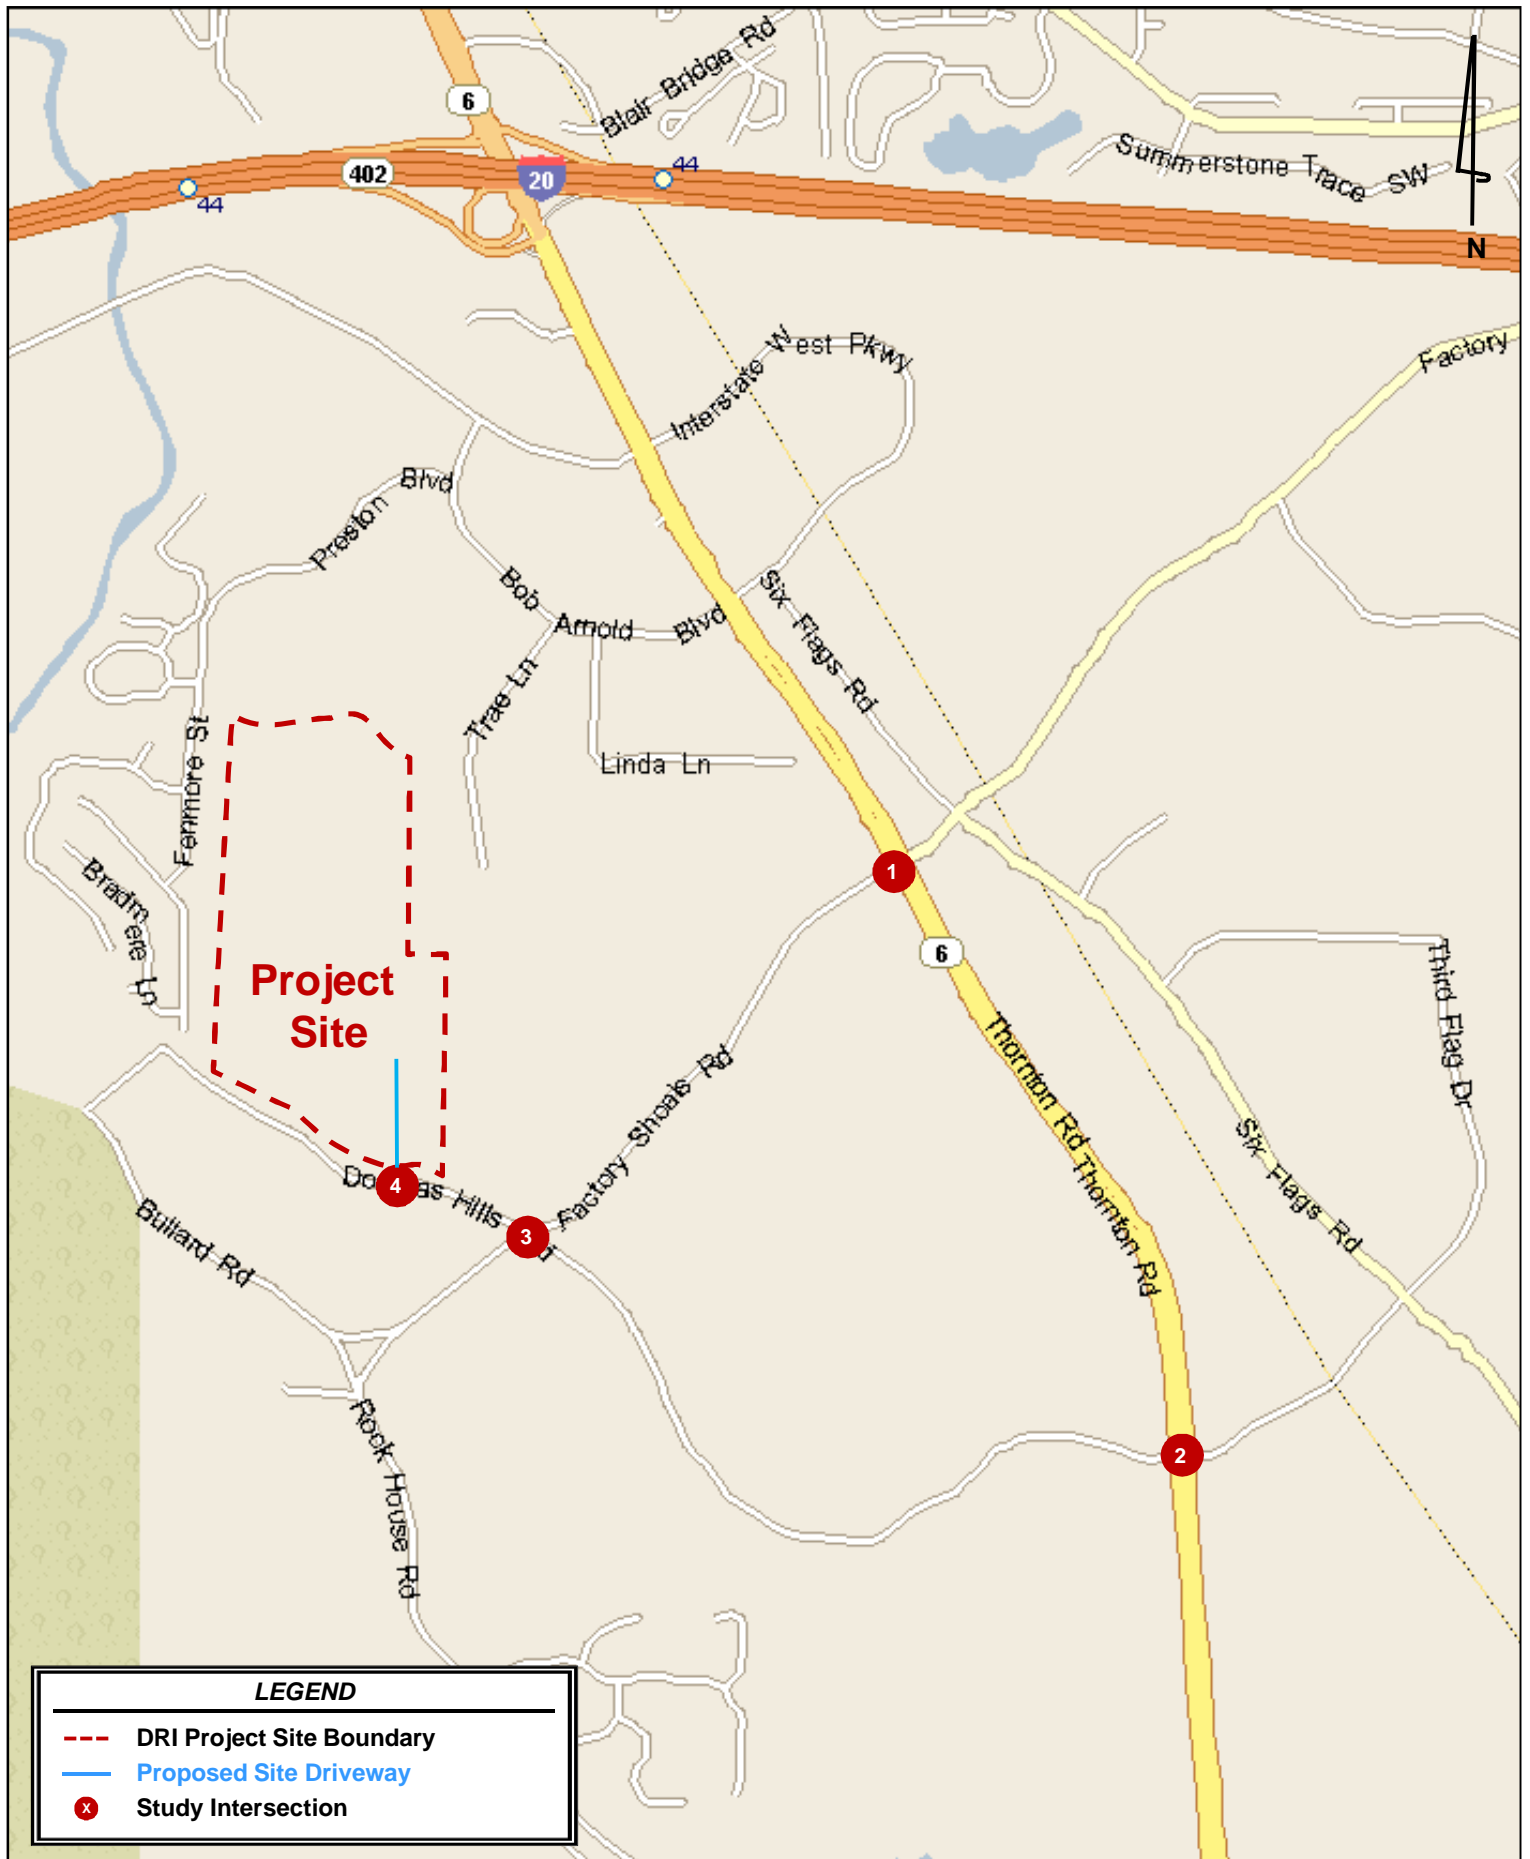 Blair Bridge Rd
6
402
20
44
44
Summerstone Trace SW
N
Factory
Interstate West Pkwy
Preston Blvd
Bob Arnold Blvd
Six Flags Rd
Trae Ln
Linda Ln
Fenmore St
Bradmere Ln
1
6
Project
Site
Third Flag Dr
Thornton Rd
Thornton Rd
Factory Shoals Rd
Six Flags Rd
4
Hills
3
Bullard Rd
2
Rock House Rd
LEGEND
DRI Project Site Boundary
Proposed Site Driveway
X Study Intersection